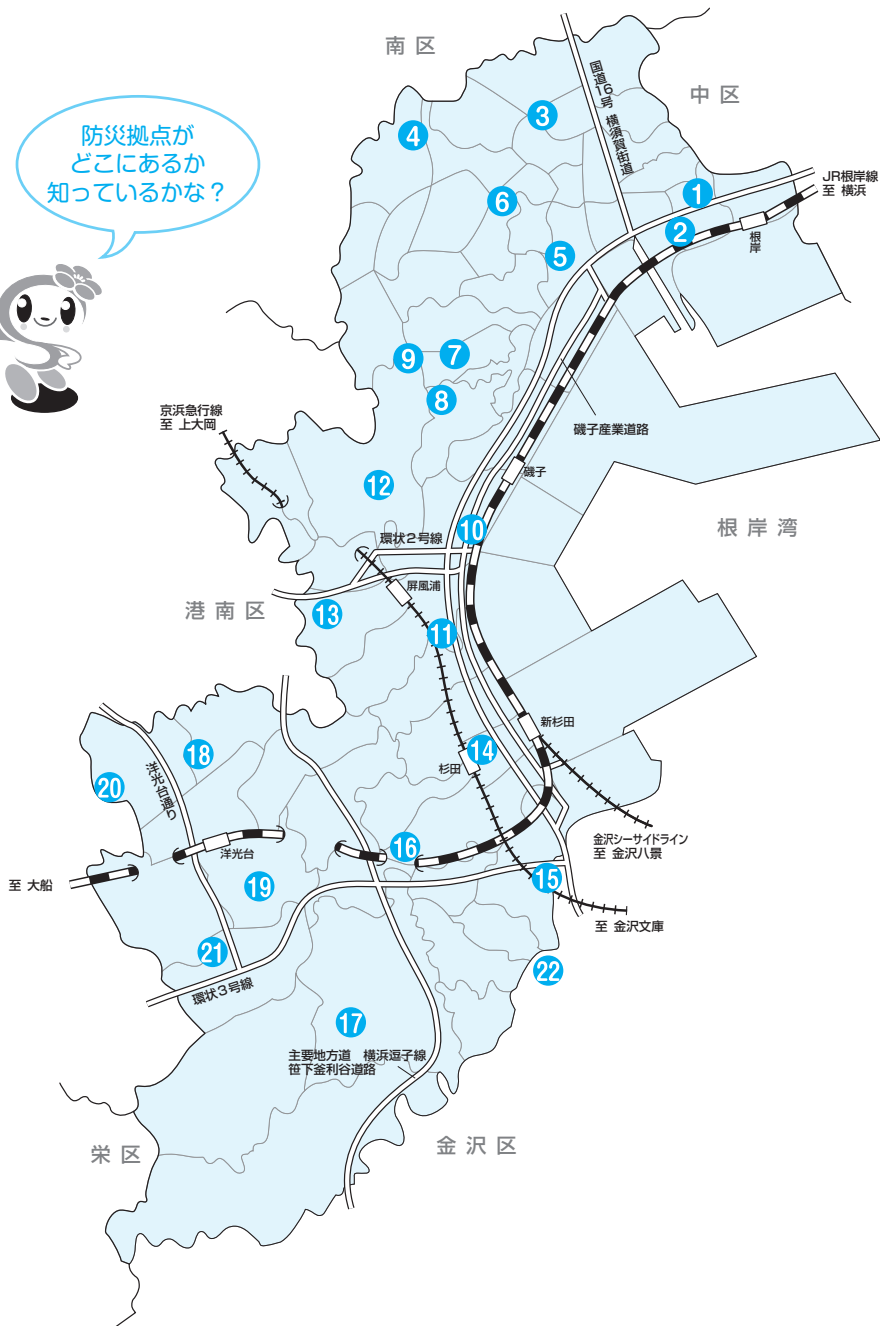 南区
国道16号 横須賀街道
中区
防災拠点が
どこにあるか
知っているかな？
3
4
JR根岸線
至 横浜
1
6
2
根岸
5
9
7
8
京浜急行線
至 上大岡
磯子産業道路
磯子
12
10
根岸湾
環状2号線
屏風浦
港南区
13
11
新杉田
14
杉田
18
洋光台通り
20
金沢シーサイドライン
至 金沢八景
洋光台
16
至 大船
19
15
至 金沢文庫
21
22
環状3号線
17
主要地方道 横浜逗子線
笹下釜利谷道路
栄区
金沢区